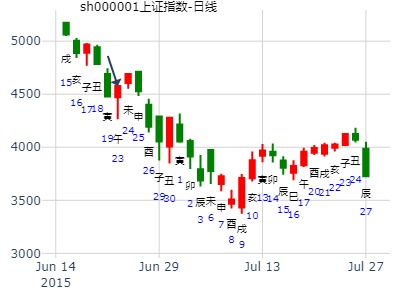 sh000001上证指数-日线
5000
4500
4000
3500
3000
戌
15
亥
16
子
17
丑
18
寅
19
午
23
未
24
申
25
酉
26
子
29
丑
30
寅
1
卯
2
辰
3
未
6
申
7
酉
8
戌
9
亥
10
寅
13
卯
14
辰
15
巳
16
午
17
酉
20
戌
21
亥
22
子
23
丑
24
辰
27
Jun 14
2015
Jun 29
Jul 13
Jul 27